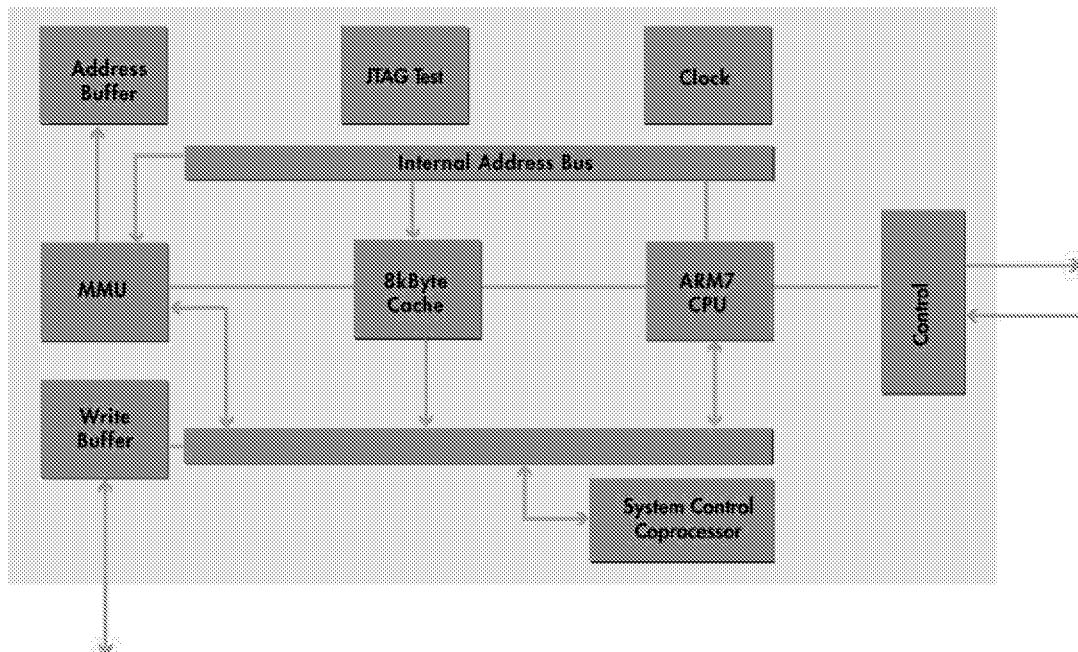 Address
Buffer
JTAG Test
Clock
Internal Address Bus
MMU
8kByte
Cache
ARM7
CPU
Control
Write
Buffer
System Control
Coprocessor